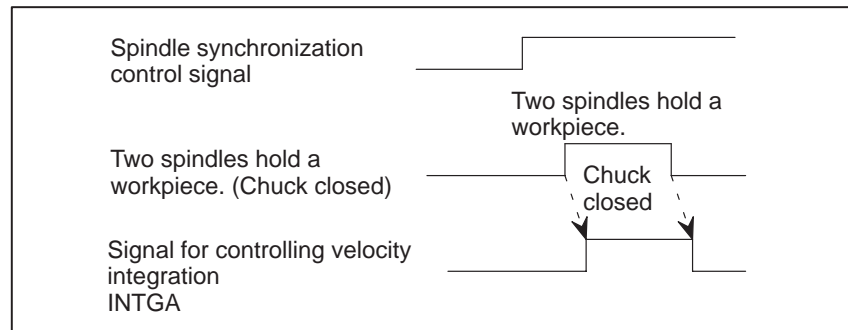 Spindle synchronization
control signal
Two spindles hold a
workpiece.
Two spindles hold a
workpiece. (Chuck closed)
Chuck
closed
Signal for controlling velocity
integration
INTGA